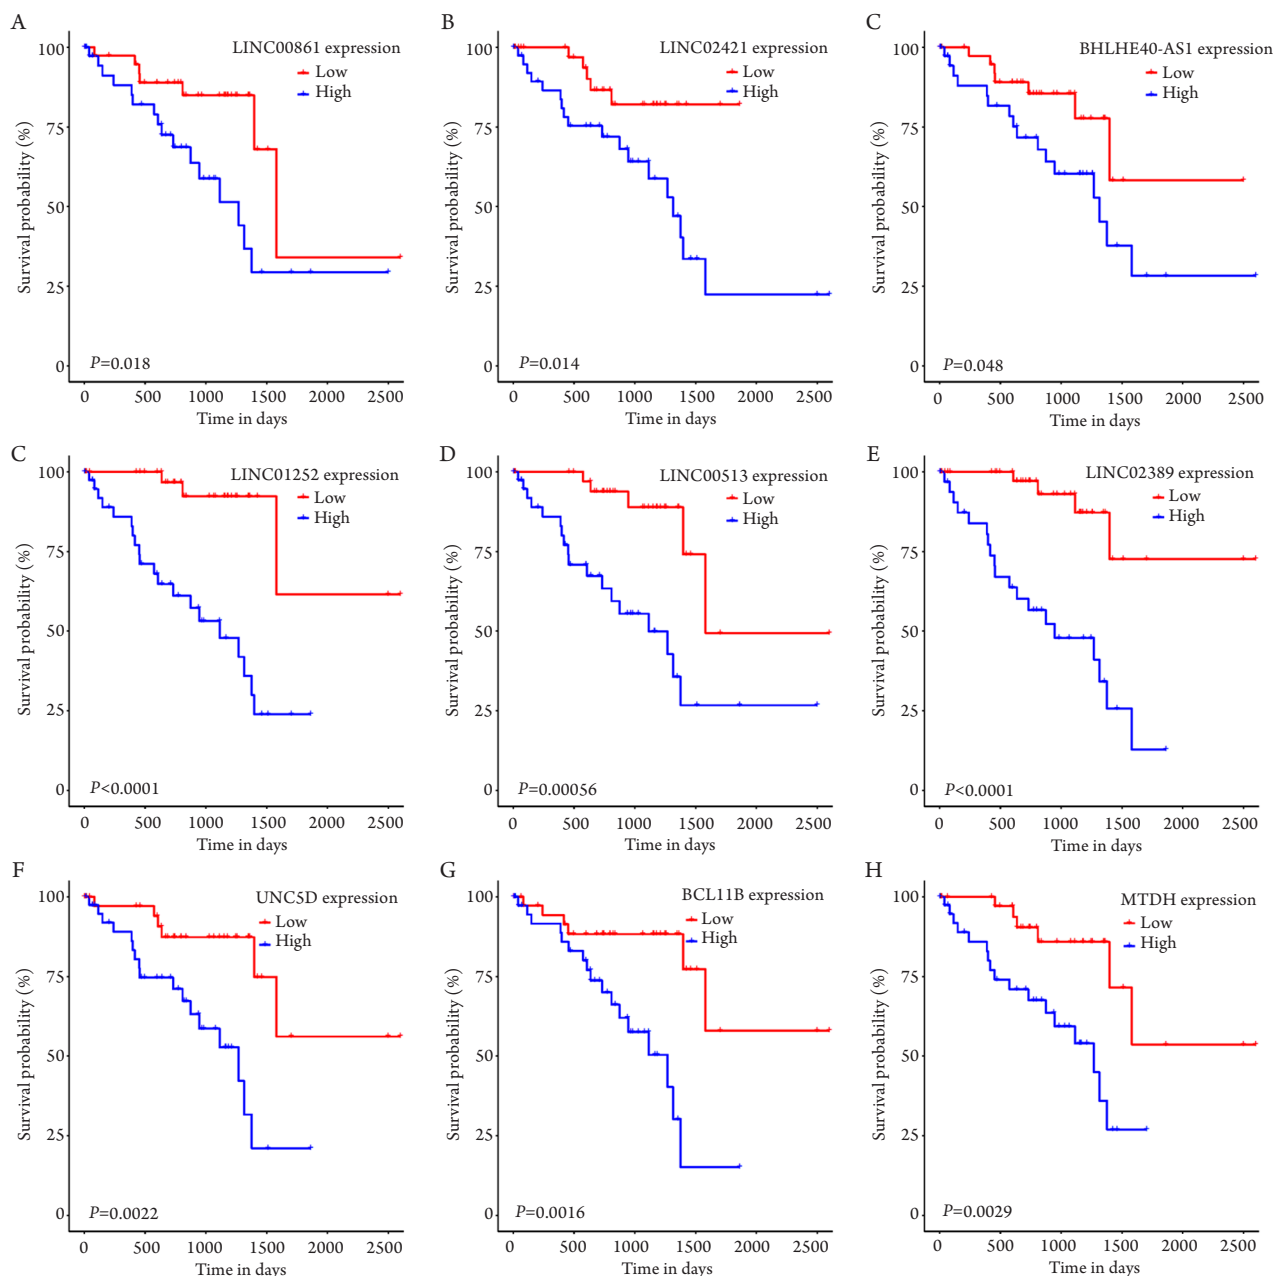 A
LINC00861 expression
Low
High
100
75
50
25
0
Survival probability (%)
P=0.018
0 500 1000 1500 2000 2500
Time in days
B
LINC02421 expression
Low
High
100
75
50
25
0
Survival probability (%)
P=0.014
0 500 1000 1500 2000 2500
Time in days
C
BHLHE40-AS1 expression
Low
High
100
75
50
25
0
Survival probability (%)
P=0.048
0 500 1000 1500 2000 2500
Time in days
C
LINC01252 expression
Low
High
100
75
50
25
0
Survival probability (%)
P<0.0001
0 500 1000 1500 2000 2500
Time in days
D
LINC00513 expression
Low
High
100
75
50
25
0
Survival probability (%)
P=0.00056
0 500 1000 1500 2000 2500
Time in days
E
LINC02389 expression
Low
High
100
75
50
25
0
Survival probability (%)
P<0.0001
0 500 1000 1500 2000 2500
Time in days
F
UNC5D expression
Low
High
100
75
50
25
0
Survival probability (%)
P=0.0022
0 500 1000 1500 2000 2500
Time in days
G
BCL11B expression
Low
High
100
75
50
25
0
Survival probability (%)
P=0.0016
0 500 1000 1500 2000 2500
Time in days
H
MTDH expression
Low
High
100
75
50
25
0
Survival probability (%)
P=0.0029
0 500 1000 1500 2000 2500
Time in days